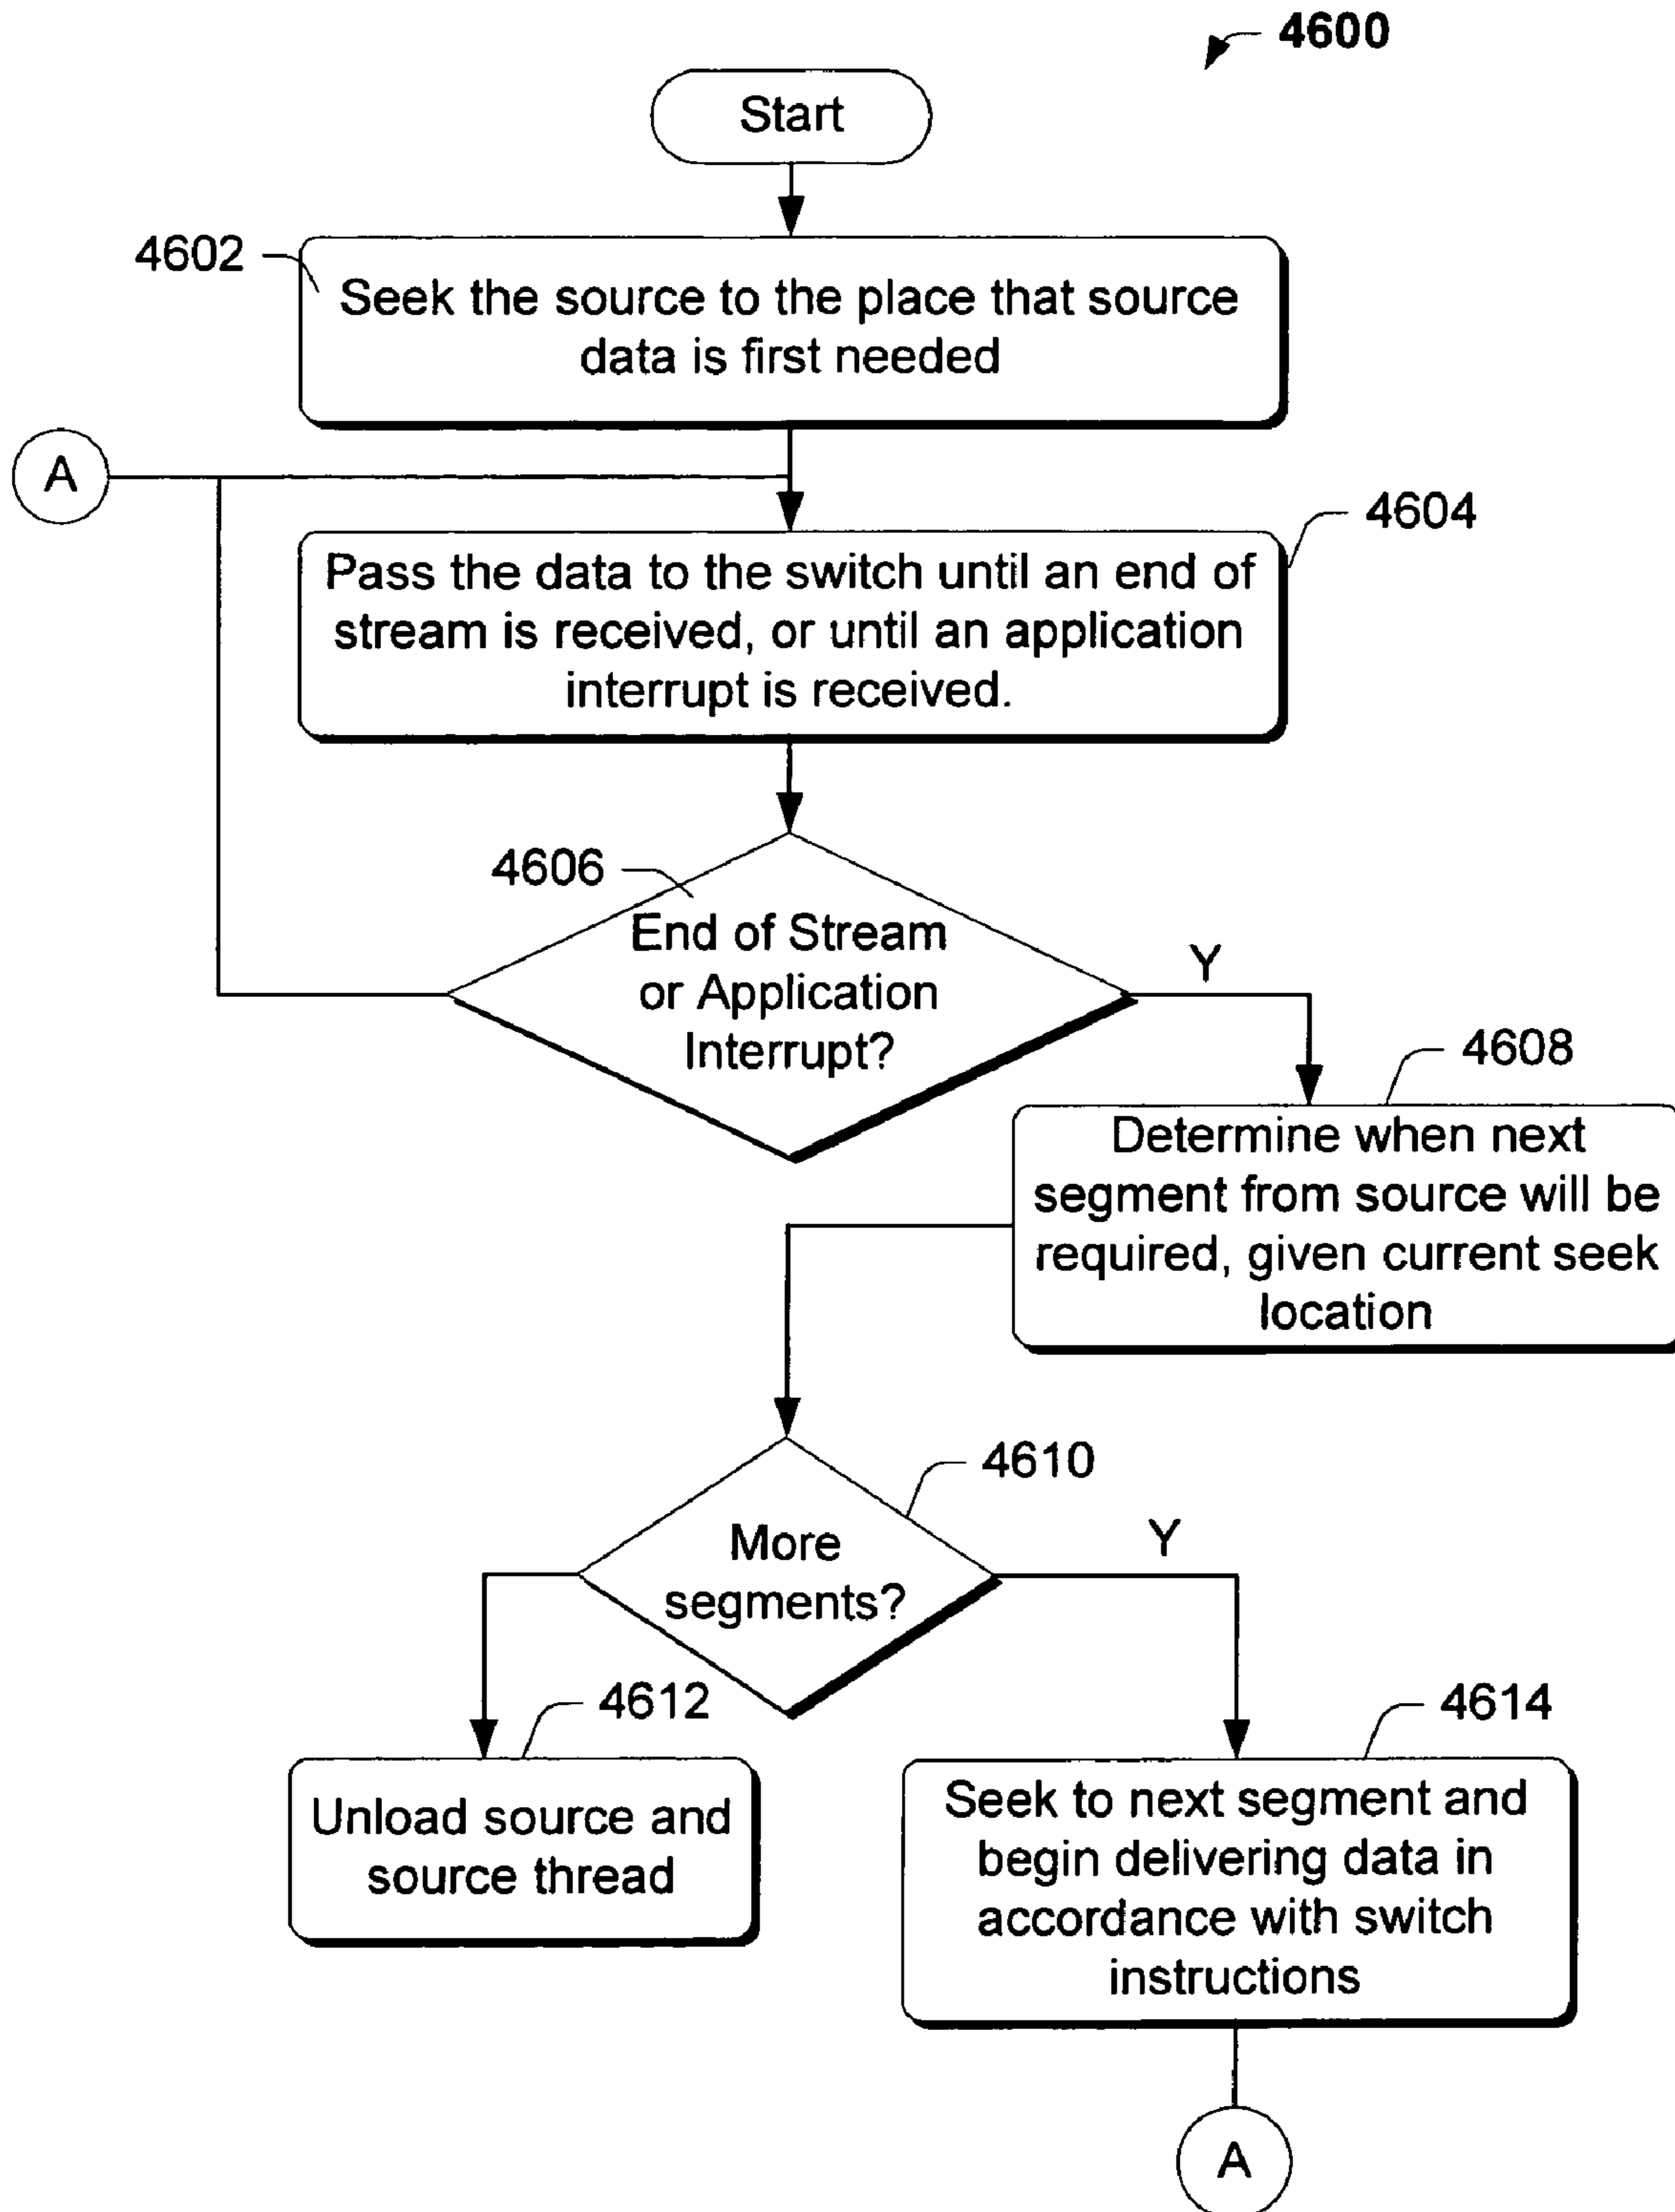 4600
Start
4602
Seek the source to the place that source
data is first needed
A
4604
Pass the data to the switch until an end of
stream is received, or until an application
interrupt is received.
4606
End of Stream
or Application
Interrupt?
Y
4608
Determine when next
segment from source will be
required, given current seek
location
4610
More
segments?
Y
4612
Unload source and
source thread
4614
Seek to next segment and
begin delivering data in
accordance with switch
instructions
A